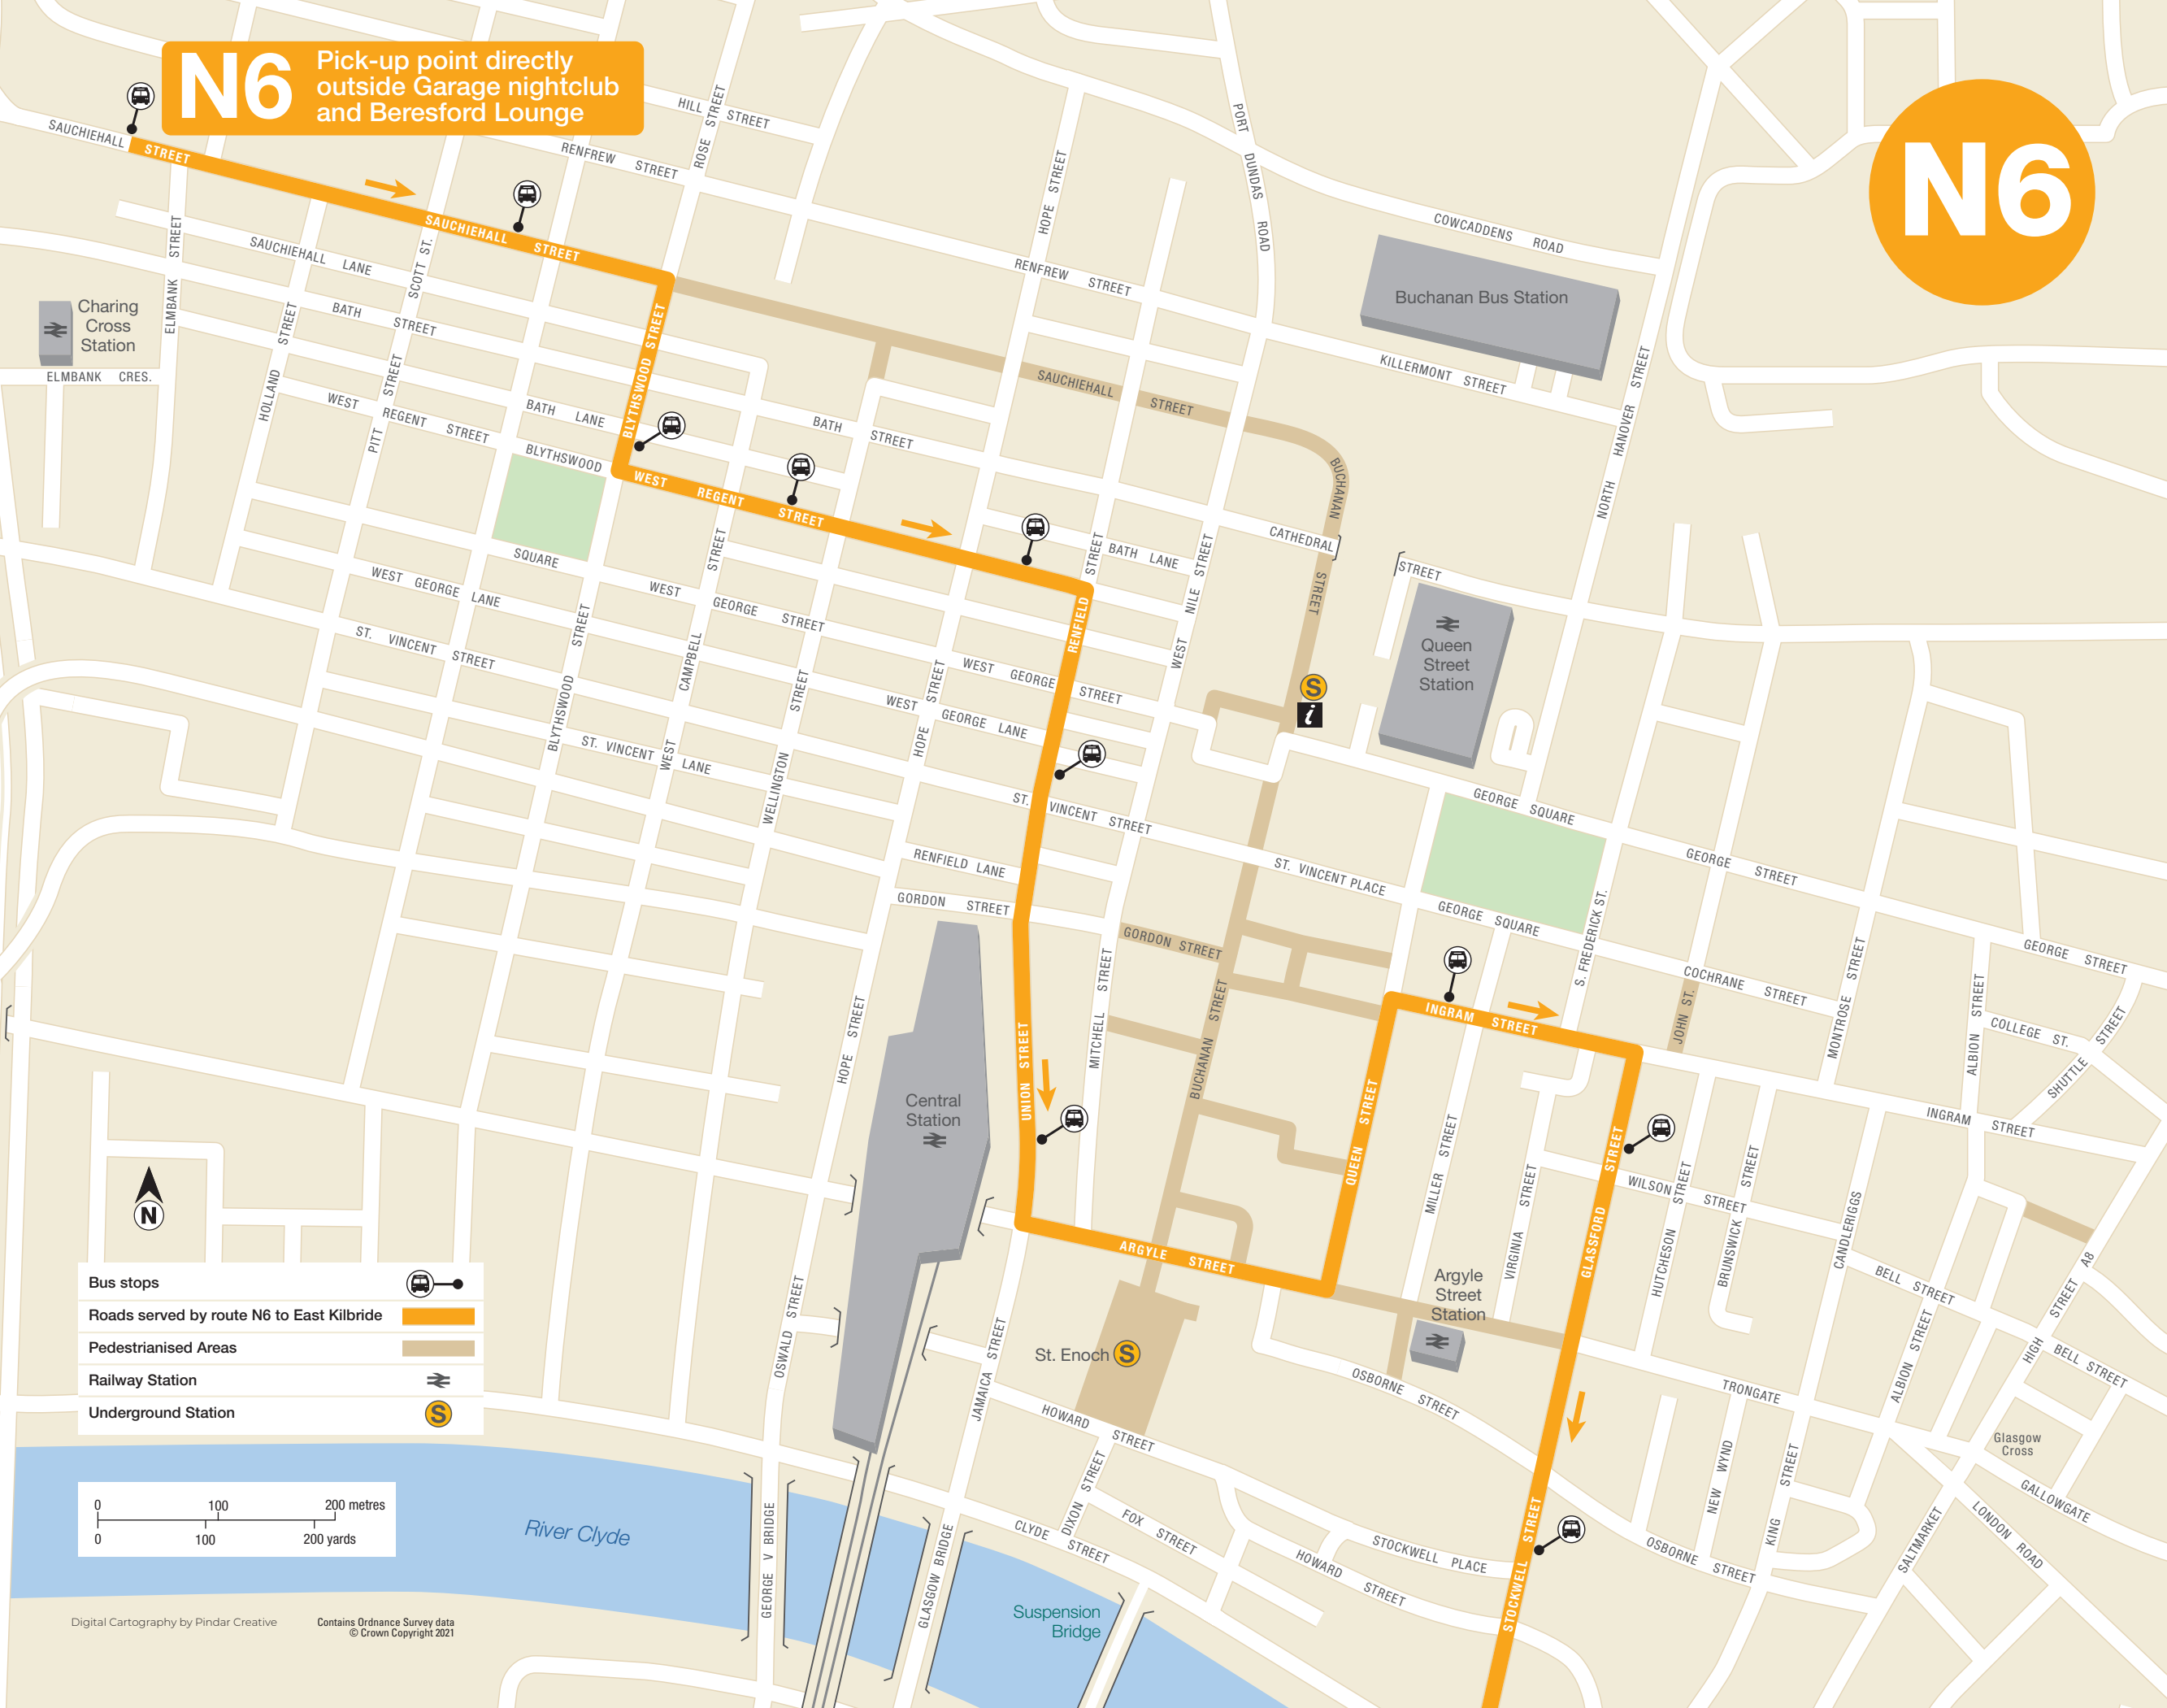 N6
Pick-up point directly
outside Garage nightclub
and Beresford Lounge
N6
SAUCHIEHALL STREET
SAUCHIEHALL STREET
HILL STREET
ROSE STREET
RENFREW STREET
HOPE STREET
PORT DUNDAS ROAD
COWCADDENS ROAD
RENFREW STREET
Buchanan Bus Station
KILLERMONT STREET
NORTH HANOVER STREET
ELMBANK STREET
SAUCHIEHALL LANE
SCOTT ST.
Charing
Cross
Station
ELMBANK CRES.
BATH STREET
HOLLAND STREET
PITT STREET
WEST REGENT STREET
BLYTHSWOOD STREET
BATH LANE
BLYTHSWOOD
SQUARE
SAUCHIEHALL STREET
BATH STREET
BUCHANAN STREET
WEST REGENT STREET
CATHEDRAL
STREET
BATH LANE
RENFIELD
STREET
WEST NILE STREET
WEST GEORGE LANE
WEST GEORGE STREET
ST. VINCENT STREET
BLYTHSWOOD STREET
WEST CAMPBELL STREET
WELLINGTON STREET
HOPE STREET
WEST GEORGE STREET
WEST GEORGE LANE
ST. VINCENT LANE
ST. VINCENT STREET
S
i
Queen
Street
Station
GEORGE SQUARE
GEORGE STREET
RENFIELD LANE
ST. VINCENT PLACE
GORDON STREET
GORDON STREET
GEORGE SQUARE
S. FREDERICK ST.
COCHRANE STREET
GEORGE STREET
MONTROSE STREET
ALBION STREET
COLLEGE ST.
SHUTTLE STREET
JOHN ST.
INGRAM STREET
INGRAM STREET
HOPE STREET
UNION STREET
MITCHELL STREET
BUCHANAN STREET
QUEEN STREET
MILLER STREET
VIRGINIA STREET
GLASSFORD STREET
WILSON STREET
HUTCHESON STREET
BRUNSWICK STREET
CANDLERIGGS
BELL STREET
Central
Station
ARGYLE STREET
Argyle
Street
Station
St. Enoch S
OSWALD STREET
JAMAICA STREET
HOWARD STREET
OSBORNE STREET
TRONGATE
ALBION STREET
HIGH STREET A8
BELL STREET
Glasgow
Cross
GALLOWGATE
LONDON ROAD
SALTMARKET
NEW WYND
KING STREET
OSBORNE STREET
STOCKWELL STREET
STOCKWELL PLACE
HOWARD STREET
FOX STREET
DIXON STREET
CLYDE STREET
GLASGOW BRIDGE
GEORGE V BRIDGE
Suspension
Bridge
River Clyde
N
Bus stops
Roads served by route N6 to East Kilbride
Pedestrianised Areas
Railway Station
Underground Station S
0 100 200 metres
0 100 200 yards
Digital Cartography by Pindar Creative
Contains Ordnance Survey data
© Crown Copyright 2021